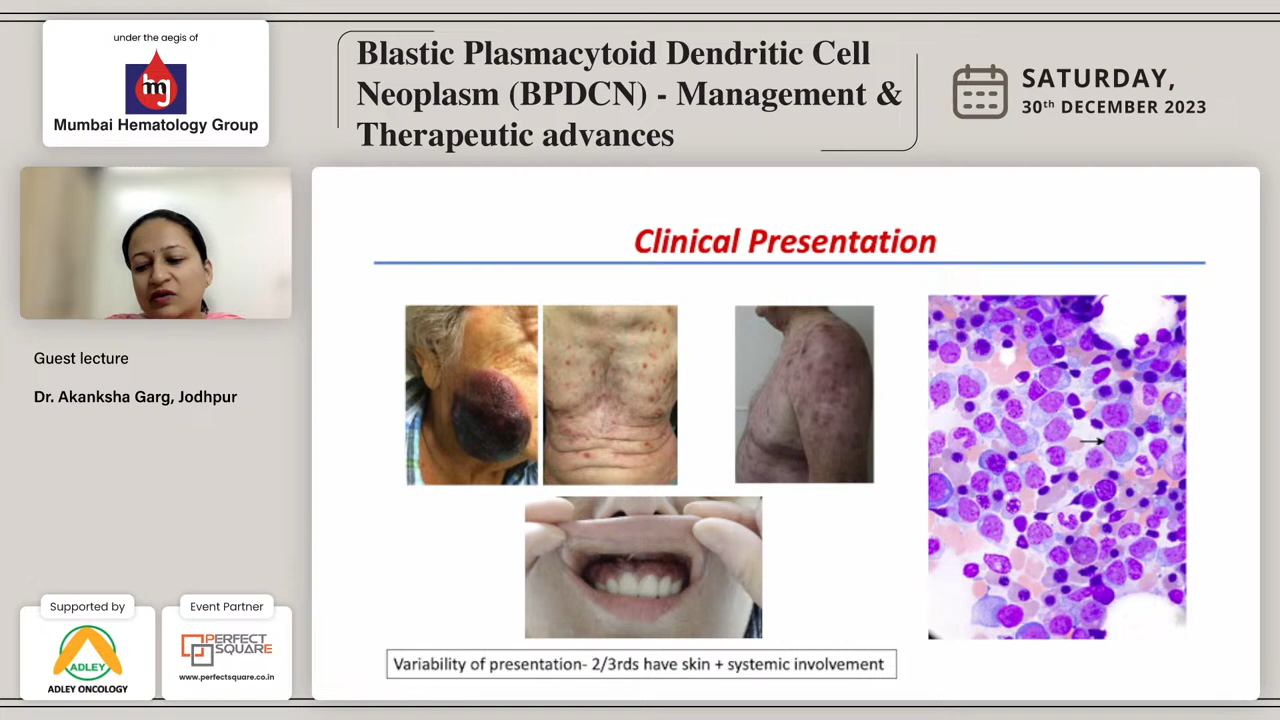 under the aegis of
hg
Mumbai Hematology Group
Blastic Plasmacytoid Dendritic Cell
Neoplasm (BPDCN) - Management &
Therapeutic advances
SATURDAY,
30th DECEMBER 2023
Guest lecture
Dr. Akanksha Garg, Jodhpur
Clinical Presentation
Variability of presentation- 2/3rds have skin + systemic involvement
Supported by
ADLEY
ADLEY ONCOLOGY
Event Partner
PERFECT
SQUARE
www.perfectsquare.co.in